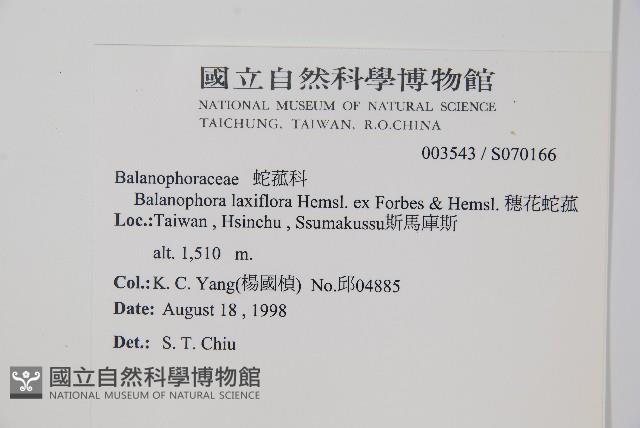 國立自然科學博物館
NATIONAL MUSEUM OF NATURAL SCIENCE
TAICHUNG, TAIWAN, R.O.CHINA
003543 / S070166
Balanophoraceae 蛇菰科
Balanophora laxiflora Hemsl. ex Forbes & Hemsl. 穗花蛇菰
Loc.:Taiwan , Hsinchu , Ssumakussu斯馬庫斯
alt. 1,510 m.
Col.: K. C. Yang(楊國楨) No.邱04885
Date: August 18 , 1998
Det.: S. T. Chiu
國立自然科學博物館
NATIONAL MUSEUM OF NATURAL SCIENCE